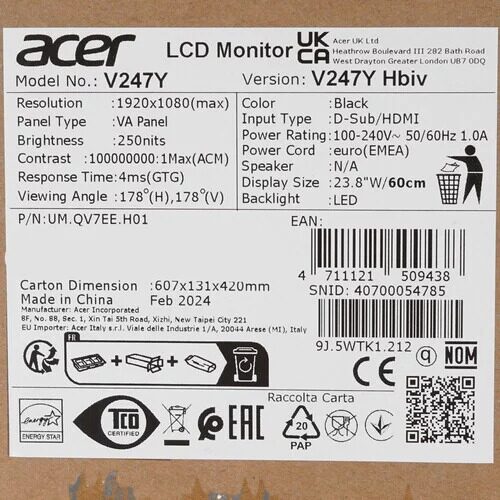 acer LCD Monitor UK CA Acer UK Ltd
Heathrow Boulevard III 282 Bath Road
West Drayton Greater London UB7 0DQ
Model No.: V247Y Version: V247Y Hbiv
Resolution :1920x1080(max)
Panel Type :VA Panel
Brightness :250nits
Contrast :100000000:1Max(ACM)
Response Time:4ms(GTG)
Viewing Angle :178°(H),178°(V)
Color :Black
Input Type :D-Sub/HDMI
Power Rating:100-240V~ 50/60Hz 1.0A
Power Cord :euro(EMEA)
Speaker :N/A
Display Size :23.8"W/60cm
Backlight :LED
P/N:UM.QV7EE.H01
EAN:
4 711121 509438
SNID: 40700054785
Carton Dimension :607x131x420mm
Made in China Feb 2024
Manufacturer: Acer Incorporated
8F, No. 88, Sec. 1, Xin Tai 5th Road, Xizhi, New Taipei City 221
EU Importer: Acer Italy s.r.l. Viale delle Industrie 1/A, 20044 Arese (MI), Italy
9J.5WTK1.212
FR
q NOM
CE
Raccolta Carta
energy
ENERGY STAR
TCO
CERTIFIED
EAC
20
PAP